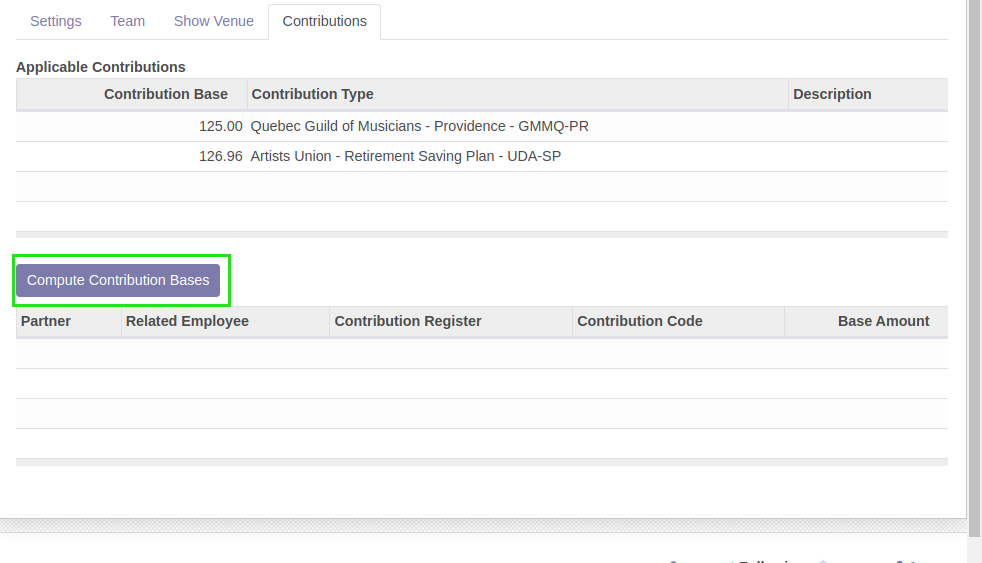 Settings Team Show Venue Contributions
Applicable Contributions
Contribution Base Contribution Type Description
125.00 Quebec Guild of Musicians - Providence - GMMQ-PR
126.96 Artists Union - Retirement Saving Plan - UDA-SP
Compute Contribution Bases
Partner Related Employee Contribution Register Contribution Code Base Amount